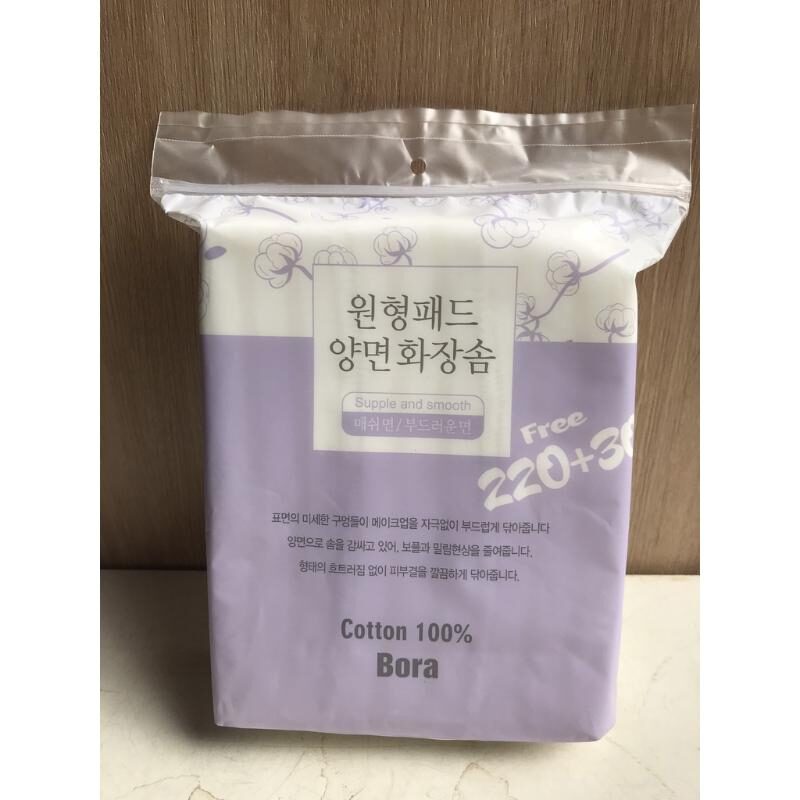 원형패드
양면 화장솜
Supple and smooth
매쉬면/부드러운면
Free
220+30
표면의 미세한 구멍들이 메이크업을 자극없이 부드럽게 닦아줍니다
양면으로 솜을 감싸고 있어, 보풀과 밀림현상을 줄여줍니다.
형태의 흐트러짐 없이 피부결을 깔끔하게 닦아줍니다.
Cotton 100%
Bora